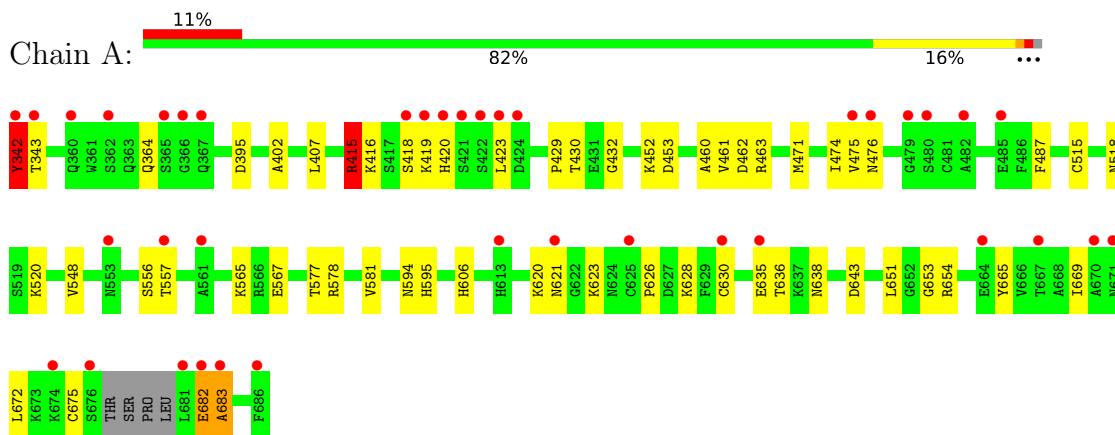 11%
Chain A:
82% 16% •••
Y342 T343 Q360 W361 S362 Q363 Q364 S365 G366 Q367 D395 A402 L407 R415 K416 S417 S418 K419 H420 S421 S422 L423 D424 P429 T430 E431 G432 K452 D453 A460 V461 D462 R463 M471 I474 V475 N476 G479 S480 C481 A482 E485 F486 F487 C515 N518
S519 K520 V548 N553 S556 T557 A561 K565 R566 E567 T577 R578 V581 N594 H595 H606 H613 K620 N621 G622 K623 N624 C625 P626 D627 K628 F629 C630 E635 T636 K637 N638 D643 L651 G652 G653 R654 E664 Y665 V666 T667 A668 I669 A670 N671
L672 K673 K674 C675 S676 THR SER PRO LEU L681 E682 A683 F686